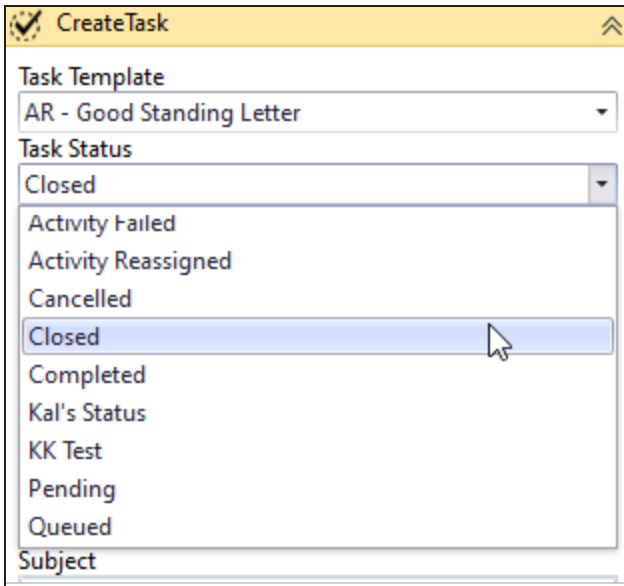 CreateTask
Task Template
AR - Good Standing Letter
Task Status
Closed
Activity Failed
Activity Reassigned
Cancelled
Closed
Completed
Kal's Status
KK Test
Pending
Queued
Subject